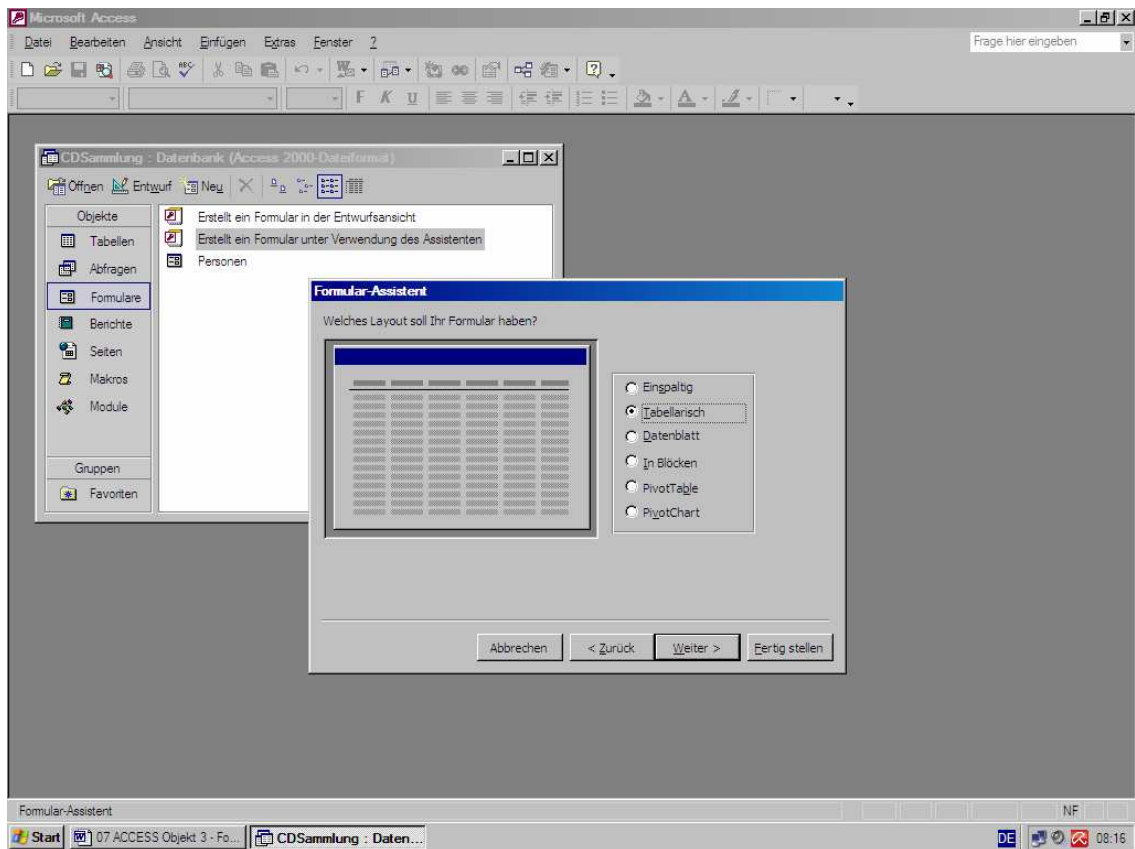 Microsoft Access
Datei Bearbeiten Ansicht Einfügen Extras Fenster ?
Frage hier eingeben
F K U
CDSammlung : Datenbank (Access 2000-Dateiformat)
Öffnen Entwurf Neu
Objekte
Tabellen
Abfragen
Formulare
Berichte
Seiten
Makros
Module
Gruppen
Favoriten
Erstellt ein Formular in der Entwurfsansicht
Erstellt ein Formular unter Verwendung des Assistenten
Personen
Formular-Assistent
Welches Layout soll Ihr Formular haben?
Einspaltig
Tabellarisch
Datenblatt
In Blöcken
PivotTable
PivotChart
Abbrechen
< Zurück
Weiter >
Fertig stellen
Formular-Assistent
NF
Start
07 ACCESS Objekt 3 - Fo...
CDSammlung : Daten...
DE
08:16